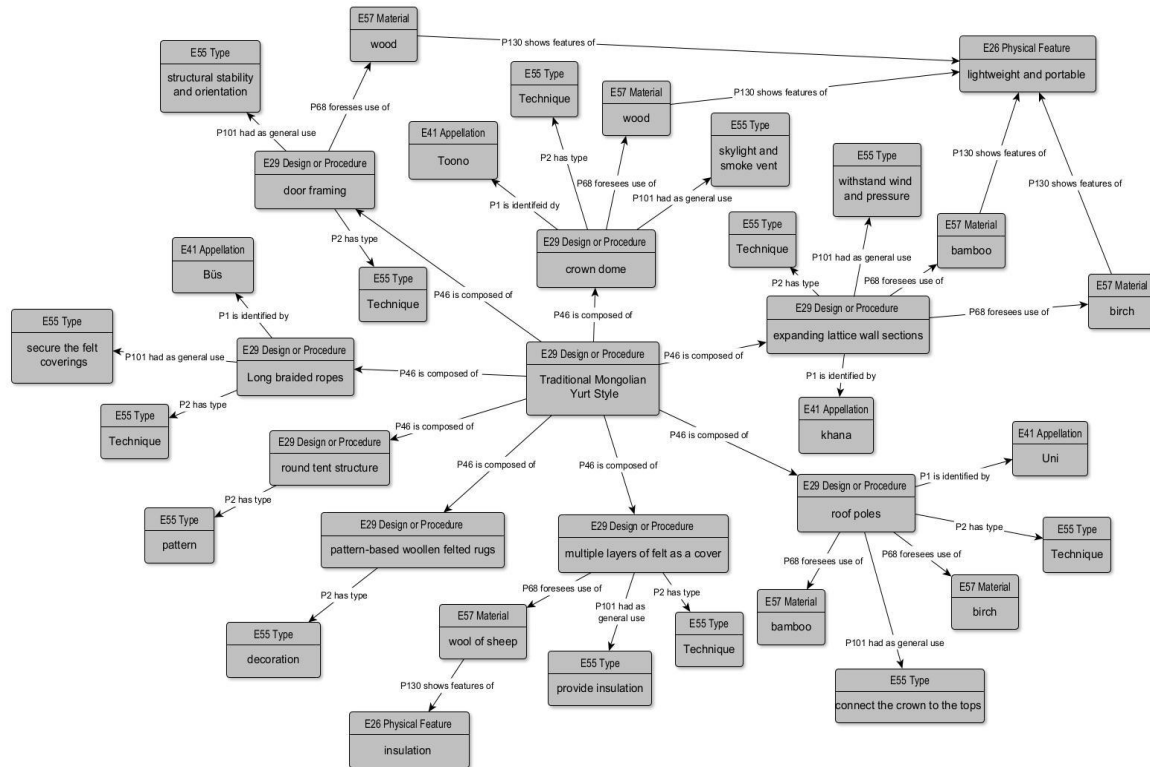 E57 Material
wood
P130 shows features of
E26 Physical Feature
lightweight and portable
E55 Type
structural stability
and orientation
P68 foresses use of
P101 had as general use
E29 Design or Procedure
door framing
P2 has type
E55 Type
Technique
E55 Type
Technique
E57 Material
wood
P130 shows features of
E41 Appellation
Toono
P2 has type
P68 foresees use of
E55 Type
skylight and
smoke vent
P101 had as general use
P1 is identifeid dy
E29 Design or Procedure
crown dome
P46 is composed of
P46 is composed of
E55 Type
withstand wind
and pressure
P130 shows features of
P130 shows features of
E57 Material
bamboo
E55 Type
Technique
P101 had as general use
P2 has type
P68 foresees use of
E57 Material
birch
E29 Design or Procedure
expanding lattice wall sections
P68 foresees use of
P1 is identified by
E41 Appellation
khana
E41 Appellation
Büs
P1 is identified by
E55 Type
secure the felt
coverings
P101 had as general use
E29 Design or Procedure
Long braided ropes
P2 has type
E55 Type
Technique
P46 is composed of
E29 Design or Procedure
Traditional Mongolian
Yurt Style
P46 is composed of
P46 is composed of
E29 Design or Procedure
round tent structure
P2 has type
E55 Type
pattern
P46 is composed of
E29 Design or Procedure
pattern-based woollen felted rugs
P2 has type
E55 Type
decoration
P46 is composed of
E29 Design or Procedure
multiple layers of felt as a cover
P68 foresees use of
P101 had as
general use
P2 has type
E57 Material
wool of sheep
E55 Type
provide insulation
E55 Type
Technique
P130 shows features of
E26 Physical Feature
insulation
P46 is composed of
E29 Design or Procedure
roof poles
P1 is identified by
E41 Appellation
Uni
P2 has type
E55 Type
Technique
P68 foresees use of
P68 foresees use of
E57 Material
bamboo
E57 Material
birch
P101 had as general use
E55 Type
connect the crown to the tops